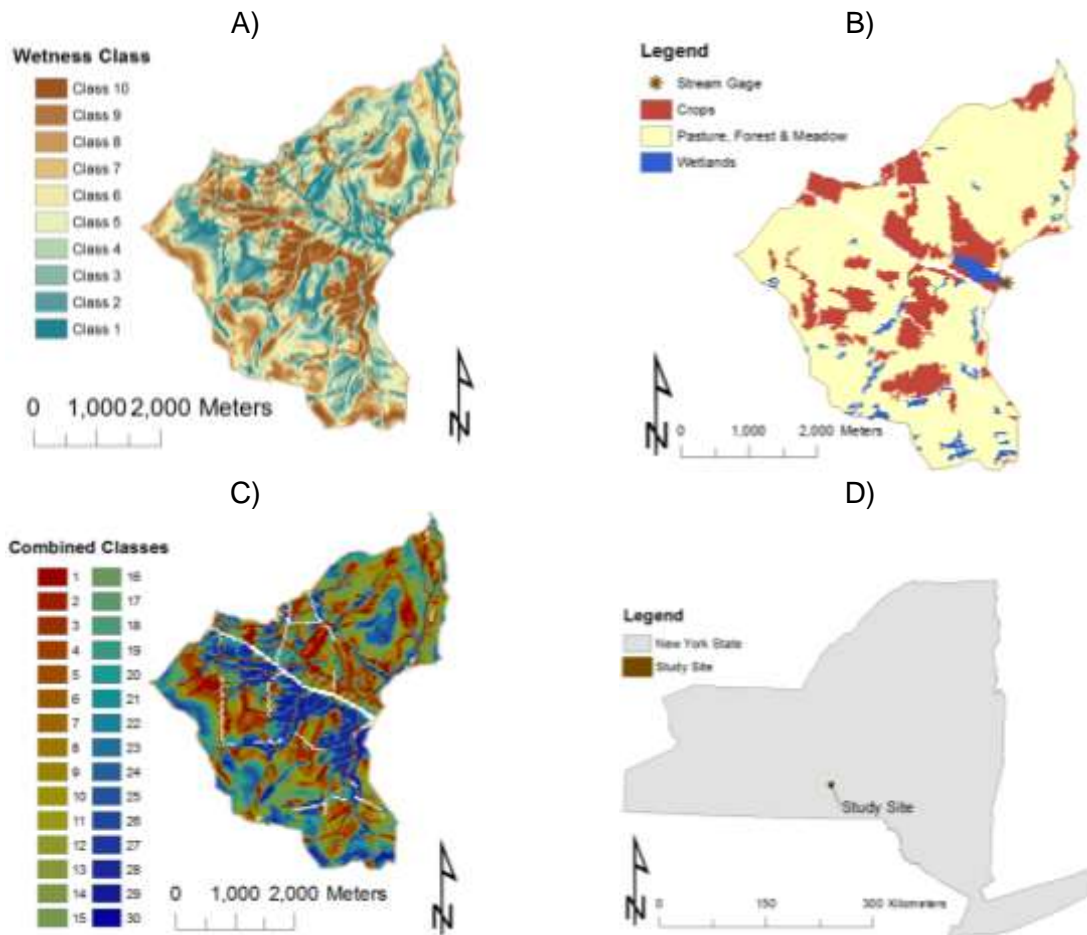 A)
Wetness Class
Class 10
Class 9
Class 8
Class 7
Class 6
Class 5
Class 4
Class 3
Class 2
Class 1
0 1,000 2,000 Meters
N
B)
Legend
Stream Gage
Crops
Pasture, Forest & Meadow
Wetlands
N
0 1,000 2,000 Meters
C)
Combined Classes
1 16
2 17
3 18
4 19
5 20
6 21
7 22
8 23
9 24
10 25
11 26
12 27
13 28
14 29
15 30
0 1,000 2,000 Meters
N
D)
Legend
New York State
Study Site
Study Site
N
0 150 300 Kilometers